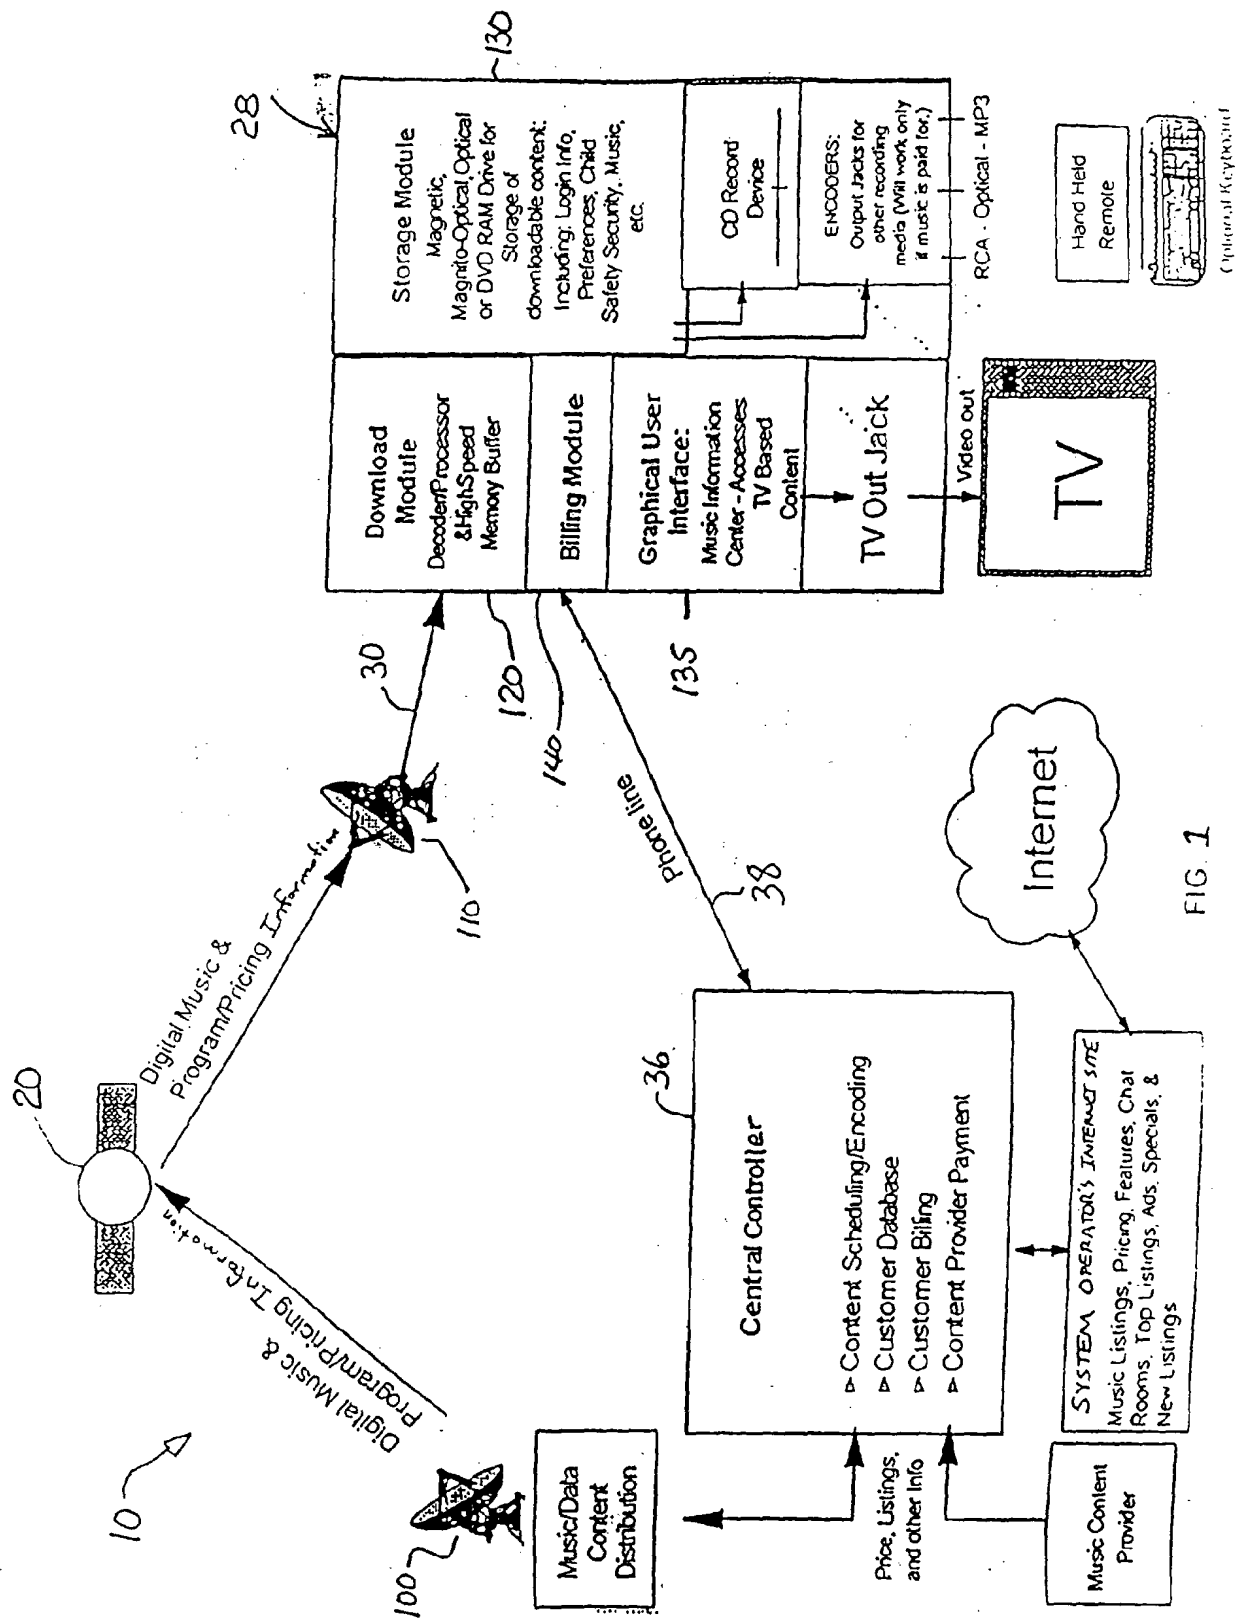 10
20
Digital Music &
Program/Pricing Information
Digital Music &
Program/Pricing Information
100
110
30
Music/Data
Content
Distribution
28
130
Download
Module
Decoder/Processor
&HighSpeed
Memory Buffer
120
Billing Module
140
Graphical User
Interface:
Music Information
Center - Accesses
TV Based
Content
135
TV Out Jack
Video out
TV
Storage Module
Magnetic,
Magnito-Optical, Optical
or DVD RAM Drive for
Storage of
downloadable content:
Including: Login Info,
Preferences, Child
Safety Security, Music,
etc.
CD Record
Device
ENCODERS:
Output Jacks for
other recording
media (Will work only
if music is paid for.)
RCA - Optical - MP3
Hand Held
Remote
Optional Keyboard
Phone line
38
36
Central Controller
▹ Content Scheduling/Encoding
▹ Customer Database
▹ Customer Billing
▹ Content Provider Payment
Price, Listings,
and other Info
Music Content
Provider
SYSTEM OPERATOR'S INTERNET SITE
Music Listings, Pricing, Features, Chat
Rooms, Top Listings, Ads, Specials, &
New Listings
Internet
FIG. 1